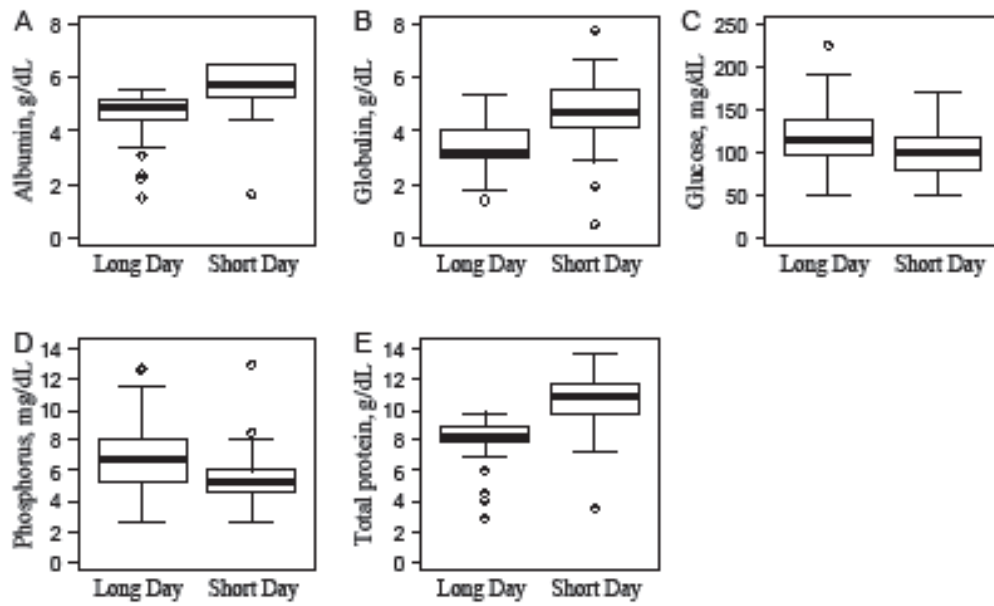 A
Albumin, g/dL
8
6
4
2
0
Long Day Short Day
B
Globulin, g/dL
8
6
4
2
0
Long Day Short Day
C
Glucose, mg/dL
250
200
150
100
50
0
Long Day Short Day
D
Phosphorus, mg/dL
14
12
10
8
6
4
2
0
Long Day Short Day
E
Total protein, g/dL
14
12
10
8
6
4
2
0
Long Day Short Day